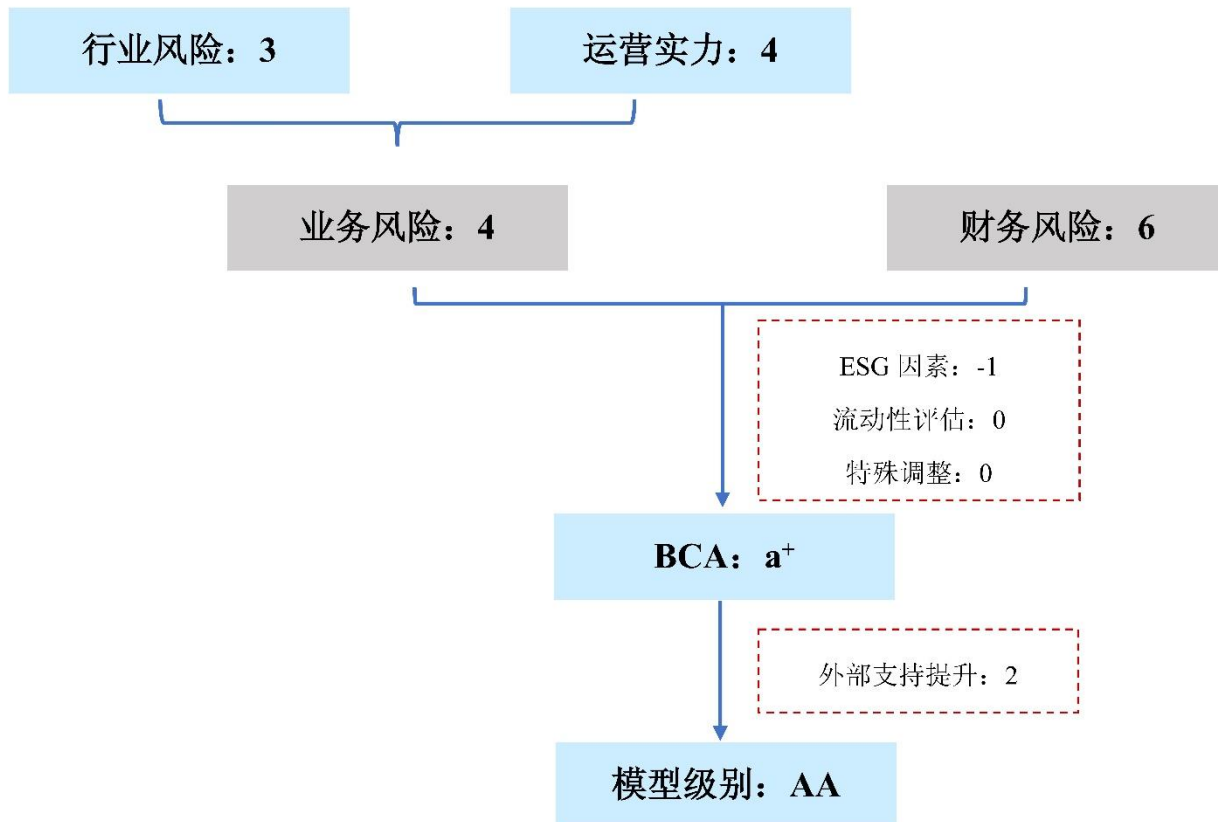 行业风险：3
运营实力：4
业务风险：4
财务风险：6
ESG 因素：-1
流动性评估：0
特殊调整：0
BCA：a⁺
外部支持提升：2
模型级别：AA